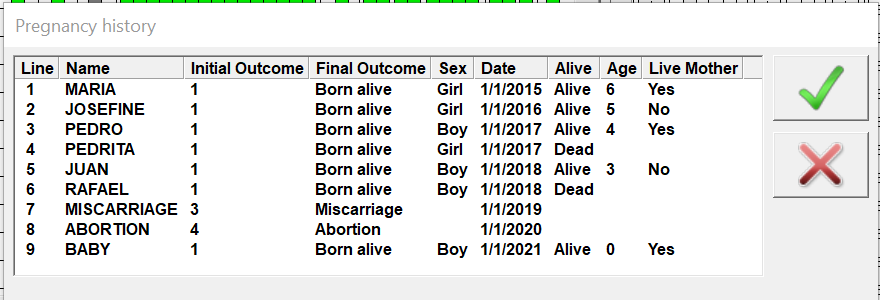 Pregnancy history
Line Name Initial Outcome Final Outcome Sex Date Alive Age Live Mother
1 MARIA 1 Born alive Girl 1/1/2015 Alive 6 Yes
2 JOSEFINE 1 Born alive Girl 1/1/2016 Alive 5 No
3 PEDRO 1 Born alive Boy 1/1/2017 Alive 4 Yes
4 PEDRITA 1 Born alive Girl 1/1/2017 Dead
5 JUAN 1 Born alive Boy 1/1/2018 Alive 3 No
6 RAFAEL 1 Born alive Boy 1/1/2018 Dead
7 MISCARRIAGE 3 Miscarriage 1/1/2019
8 ABORTION 4 Abortion 1/1/2020
9 BABY 1 Born alive Boy 1/1/2021 Alive 0 Yes